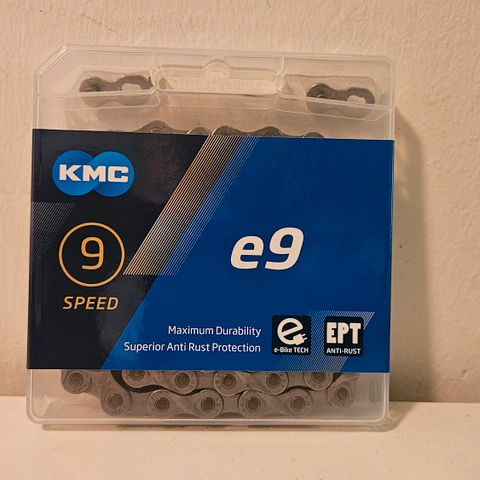 KMC
9
SPEED
e9
Maximum Durability
Superior Anti Rust Protection
e
e-Bike TECH
EPT
ANTI-RUST